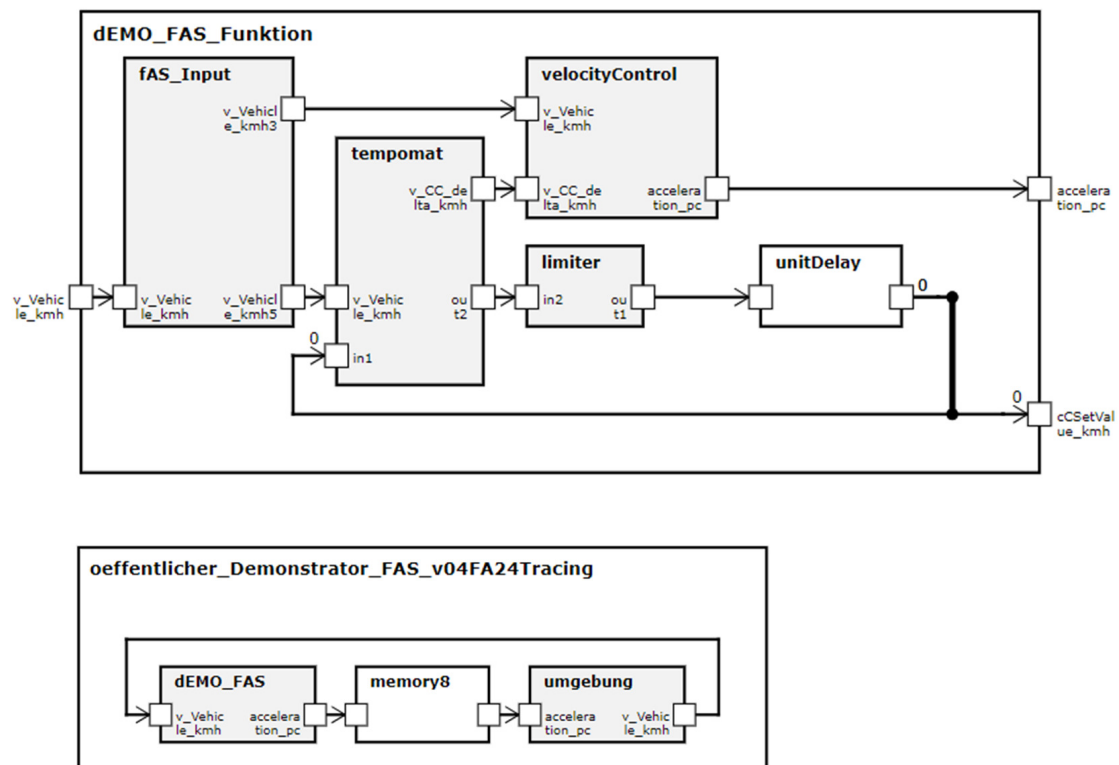 dEMO_FAS_Funktion
fAS_Input
velocityControl
v_Vehicl
e_kmh3
v_Vehic
le_kmh
tempomat
v_CC_de
lta_kmh
v_CC_de
lta_kmh
accelera
tion_pc
accelera
tion_pc
limiter
unitDelay
v_Vehic
le_kmh
v_Vehic
le_kmh
v_Vehicl
e_kmh5
v_Vehic
le_kmh
ou
t2
in2
ou
t1
0
0
in1
0
cCSetVal
ue_kmh
oeffentlicher_Demonstrator_FAS_v04FA24Tracing
dEMO_FAS
memory8
umgebung
v_Vehic
le_kmh
accelera
tion_pc
accelera
tion_pc
v_Vehic
le_kmh